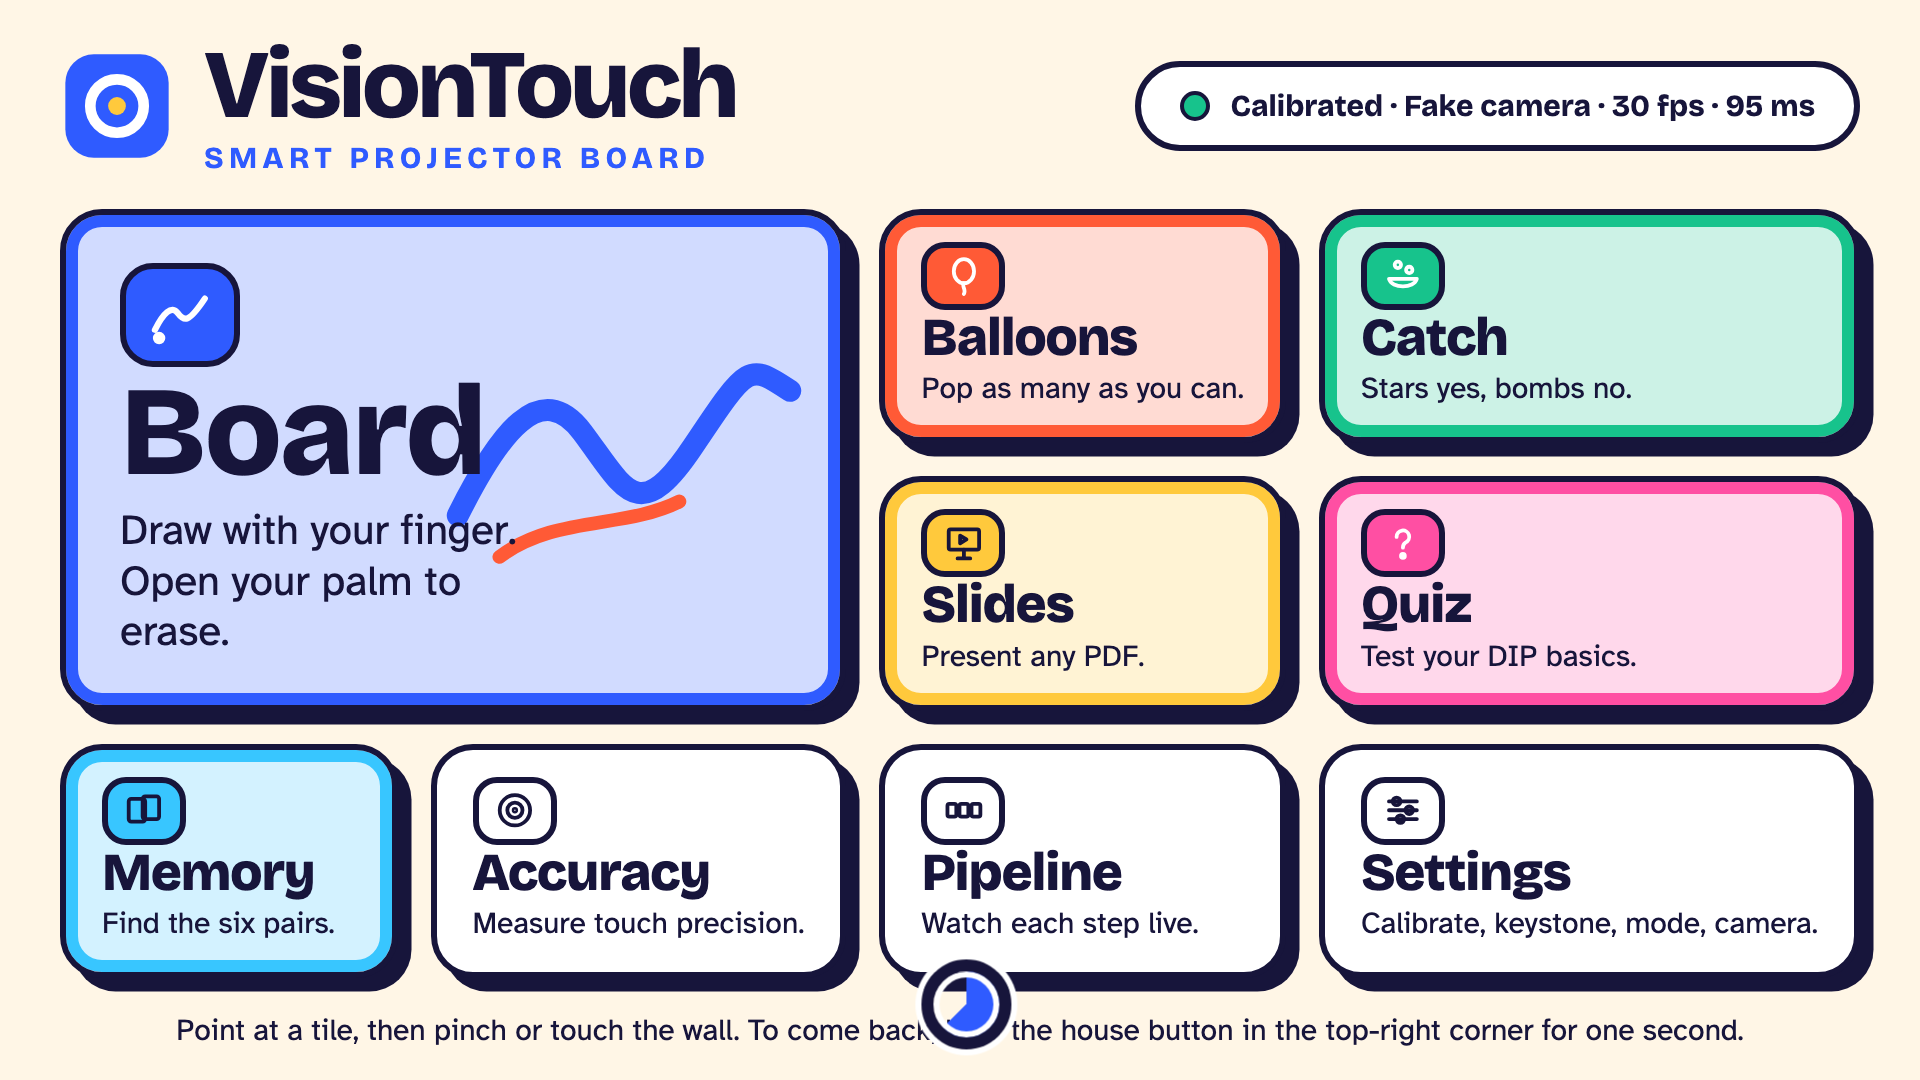 VisionTouch
SMART PROJECTOR BOARD
Calibrated · Fake camera · 30 fps · 95 ms
Board
Draw with your finger.
Open your palm to
erase.
Balloons
Pop as many as you can.
Catch
Stars yes, bombs no.
Slides
Present any PDF.
Quiz
Test your DIP basics.
Memory
Find the six pairs.
Accuracy
Measure touch precision.
Pipeline
Watch each step live.
Settings
Calibrate, keystone, mode, camera.
Point at a tile, then pinch or touch the wall. To come back, the house button in the top-right corner for one second.